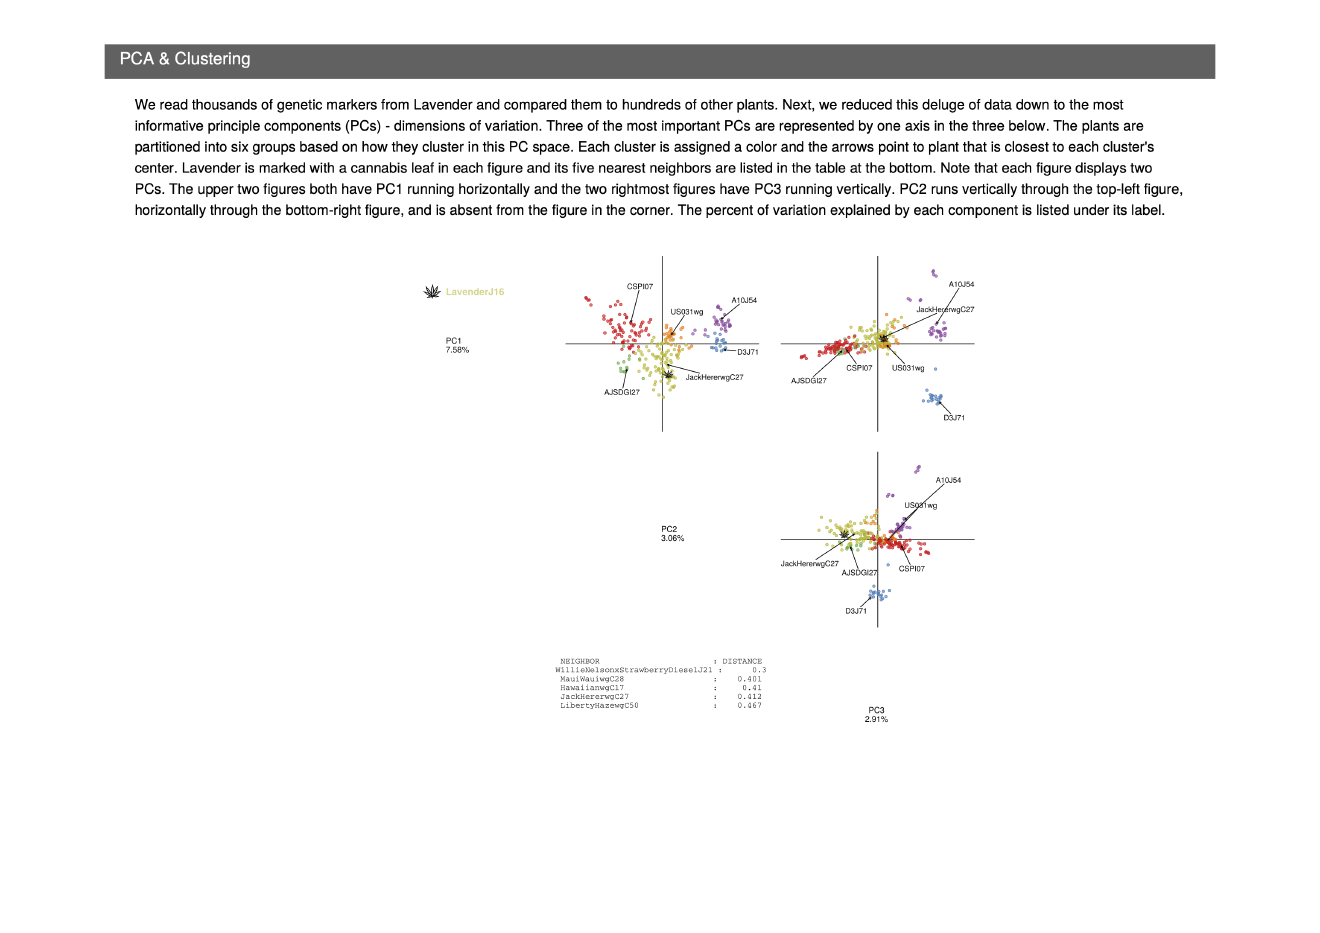 PCA & Clustering
We read thousands of genetic markers from Lavender and compared them to hundreds of other plants. Next, we reduced this deluge of data down to the most
informative principle components (PCs) - dimensions of variation. Three of the most important PCs are represented by one axis in the three below. The plants are
partitioned into six groups based on how they cluster in this PC space. Each cluster is assigned a color and the arrows point to plant that is closest to each cluster's
center. Lavender is marked with a cannabis leaf in each figure and its five nearest neighbors are listed in the table at the bottom. Note that each figure displays two
PCs. The upper two figures both have PC1 running horizontally and the two rightmost figures have PC3 running vertically. PC2 runs vertically through the top-left figure,
horizontally through the bottom-right figure, and is absent from the figure in the corner. The percent of variation explained by each component is listed under its label.
LavenderJ16
PC1
7.58%
CSPI07
A10J54
US031wg
D3J71
JackHererwgC27
AJSDGI27
A10J54
JackHererwgC27
US031wg
CSPI07
AJSDGI27
D3J71
PC2
3.06%
A10J54
US031wg
JackHererwgC27
AJSDGI27
CSPI07
D3J71
NEIGHBOR : DISTANCE
WillieNelsonxStrawberryDieselJ21 : 0.3
MauiWauiwgC28 : 0.401
HawaiianwgC17 : 0.41
JackHererwgC27 : 0.412
LibertyHazewgC50 : 0.467
PC3
2.91%